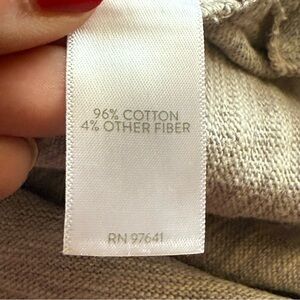 96% COTTON
4% OTHER FIBER
RN 97641